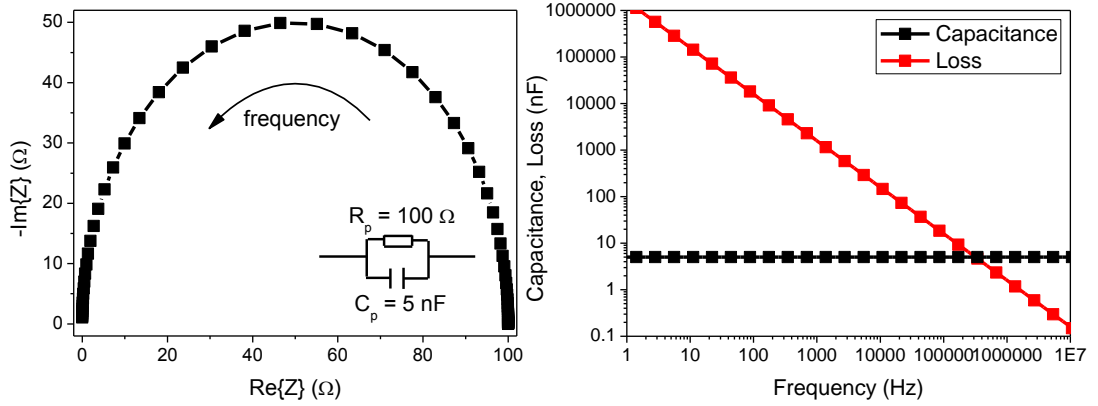 50
40
30
20
10
0
-Im{Z} (Ω)
frequency
R_p = 100 Ω
C_p = 5 nF
0 20 40 60 80 100
Re{Z} (Ω)
1000000
100000
10000
1000
100
10
1
0.1
Capacitance, Loss (nF)
Capacitance
Loss
1 10 100 1000 10000 100000 1000000 1E7
Frequency (Hz)